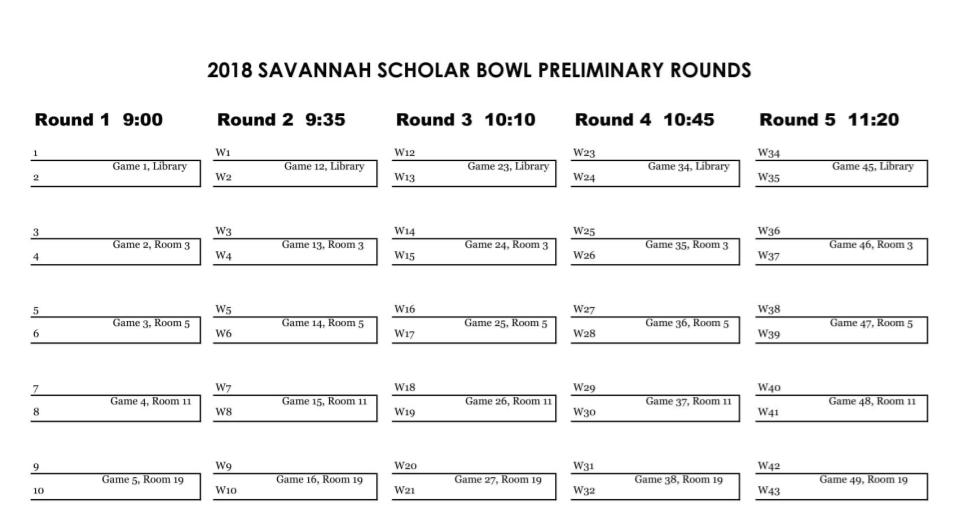 2018 SAVANNAH SCHOLAR BOWL PRELIMINARY ROUNDS
Round 1 9:00 Round 2 9:35 Round 3 10:10 Round 4 10:45 Round 5 11:20
1 W1 W12 W23 W34
Game 1, Library Game 12, Library Game 23, Library Game 34, Library Game 45, Library
2 W2 W13 W24 W35
3 W3 W14 W25 W36
Game 2, Room 3 Game 13, Room 3 Game 24, Room 3 Game 35, Room 3 Game 46, Room 3
4 W4 W15 W26 W37
5 W5 W16 W27 W38
Game 3, Room 5 Game 14, Room 5 Game 25, Room 5 Game 36, Room 5 Game 47, Room 5
6 W6 W17 W28 W39
7 W7 W18 W29 W40
Game 4, Room 11 Game 15, Room 11 Game 26, Room 11 Game 37, Room 11 Game 48, Room 11
8 W8 W19 W30 W41
9 W9 W20 W31 W42
Game 5, Room 19 Game 16, Room 19 Game 27, Room 19 Game 38, Room 19 Game 49, Room 19
10 W10 W21 W32 W43